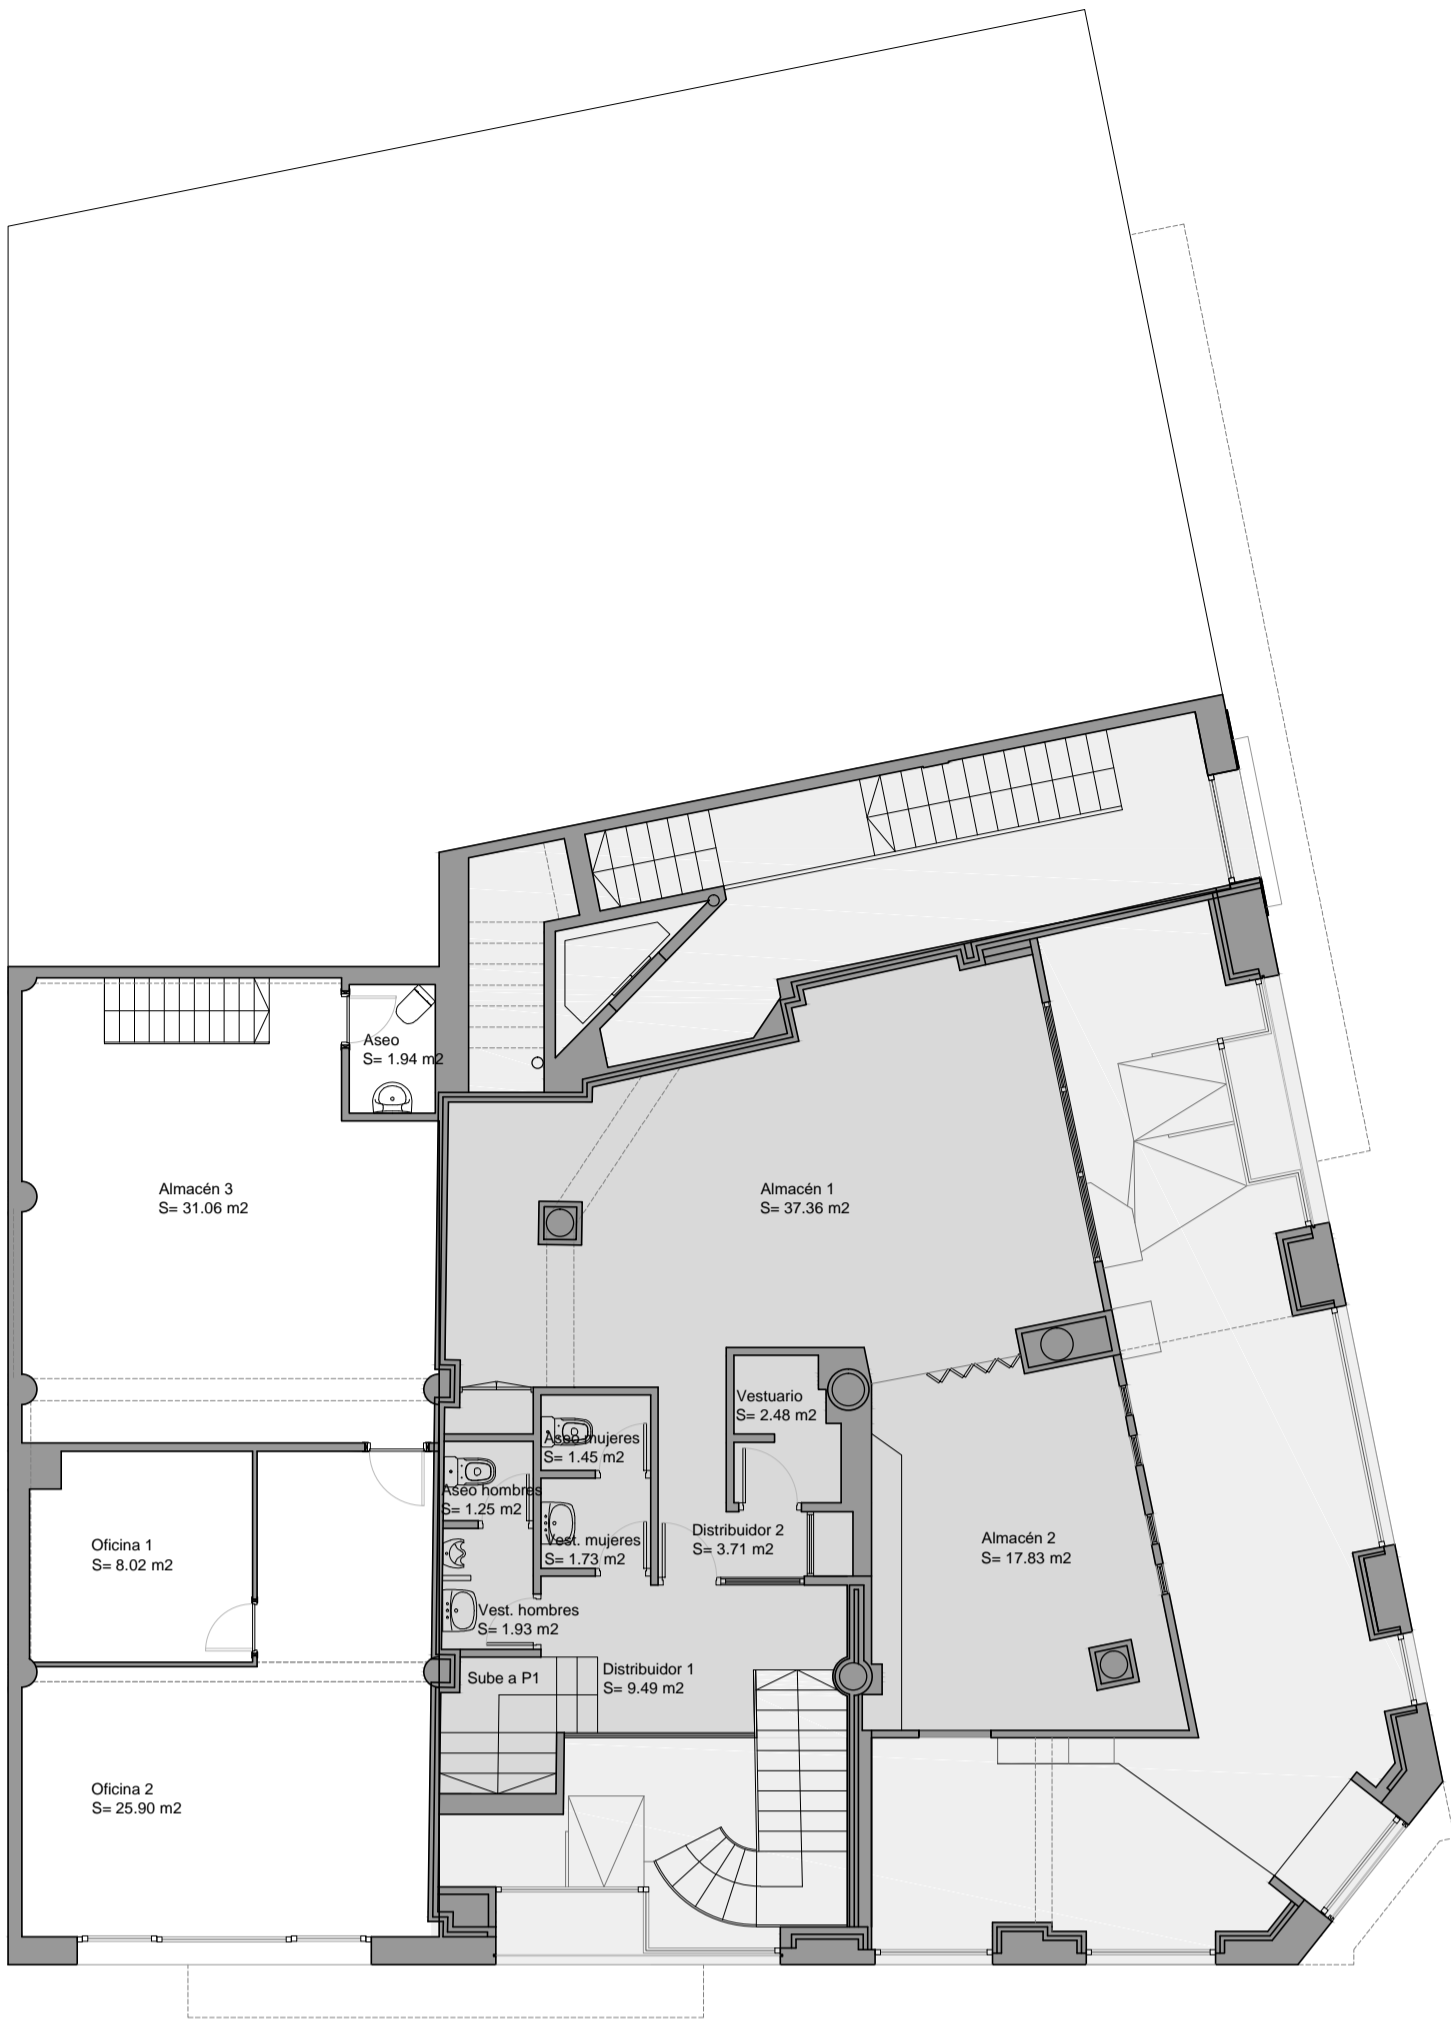 Aseo
S= 1.94 m2
Almacén 3
S= 31.06 m2
Almacén 1
S= 37.36 m2
Vestuario
S= 2.48 m2
Aseo mujeres
S= 1.45 m2
Aseo hombres
S= 1.25 m2
Distribuidor 2
S= 3.71 m2
Vest. mujeres
S= 1.73 m2
Almacén 2
S= 17.83 m2
Oficina 1
S= 8.02 m2
Vest. hombres
S= 1.93 m2
Sube a P1
Distribuidor 1
S= 9.49 m2
Oficina 2
S= 25.90 m2